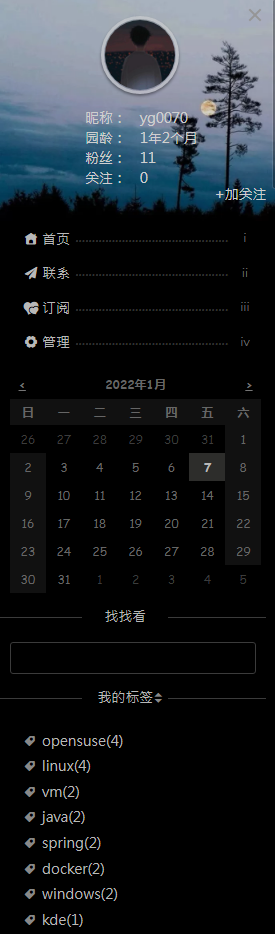 昵称： yg0070
园龄： 1年2个月
粉丝： 11
关注： 0
+加关注
首页 i
联系 ii
订阅 iii
管理 iv
< 2022年1月 >
日 一 二 三 四 五 六
26 27 28 29 30 31 1
2 3 4 5 6 7 8
9 10 11 12 13 14 15
16 17 18 19 20 21 22
23 24 25 26 27 28 29
30 31 1 2 3 4 5
找找看
我的标签
opensuse(4)
linux(4)
vm(2)
java(2)
spring(2)
docker(2)
windows(2)
kde(1)